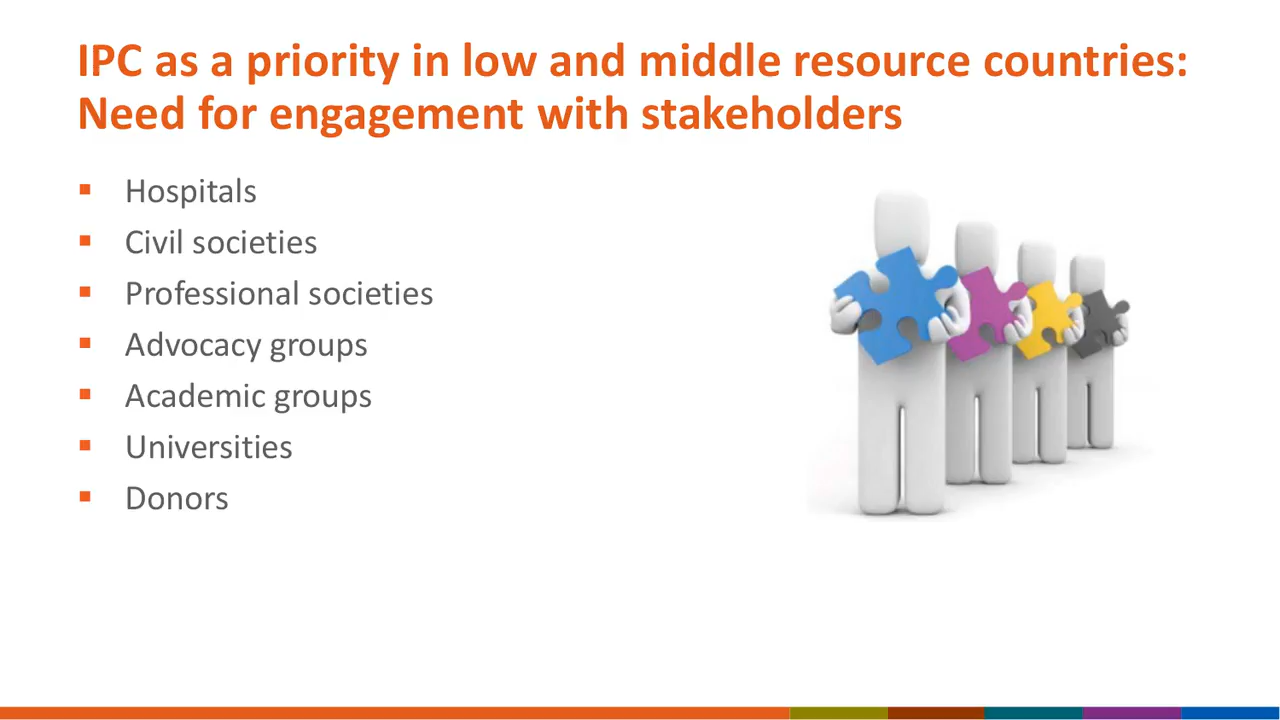 IPC as a priority in low and middle resource countries:
Need for engagement with stakeholders
Hospitals
Civil societies
Professional societies
Advocacy groups
Academic groups
Universities
Donors